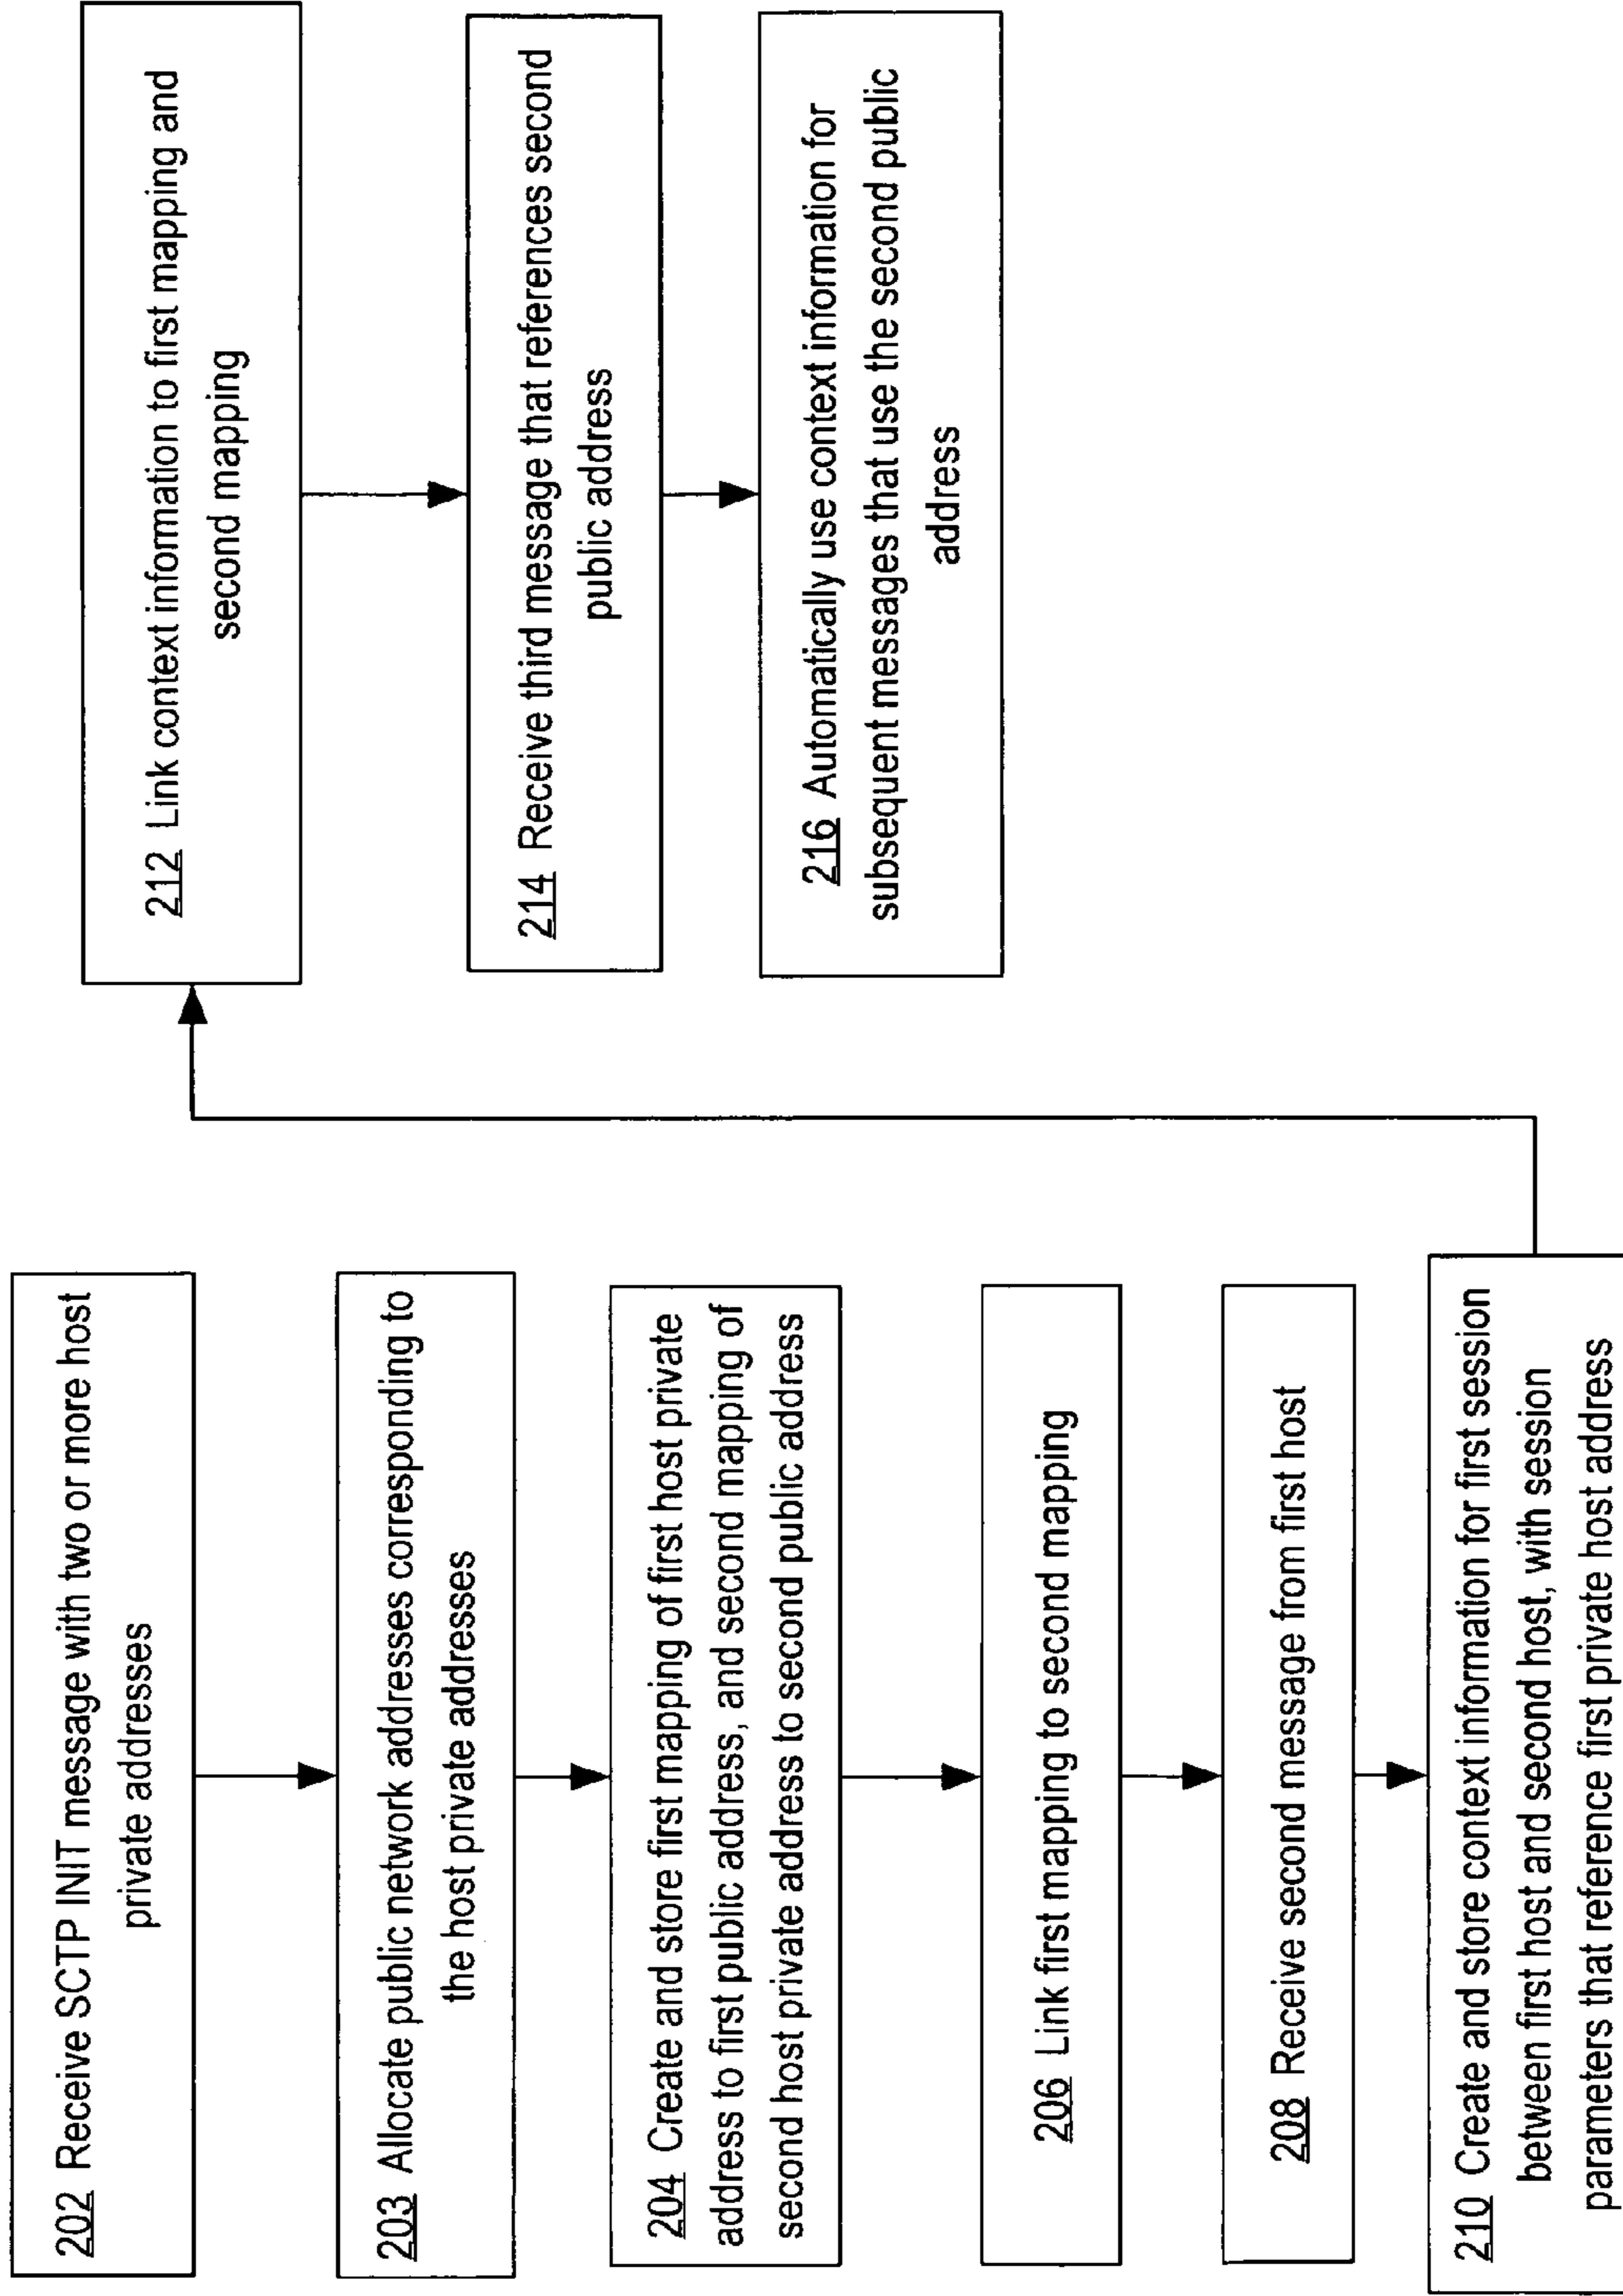 202 Receive SCTP INIT message with two or more host
private addresses
203 Allocate public network addresses corresponding to
the host private addresses
204 Create and store first mapping of first host private
address to first public address, and second mapping of
second host private address to second public address
206 Link first mapping to second mapping
208 Receive second message from first host
210 Create and store context information for first session
between first host and second host, with session
parameters that reference first private host address
212 Link context information to first mapping and
second mapping
214 Receive third message that references second
public address
216 Automatically use context information for
subsequent messages that use the second public
address